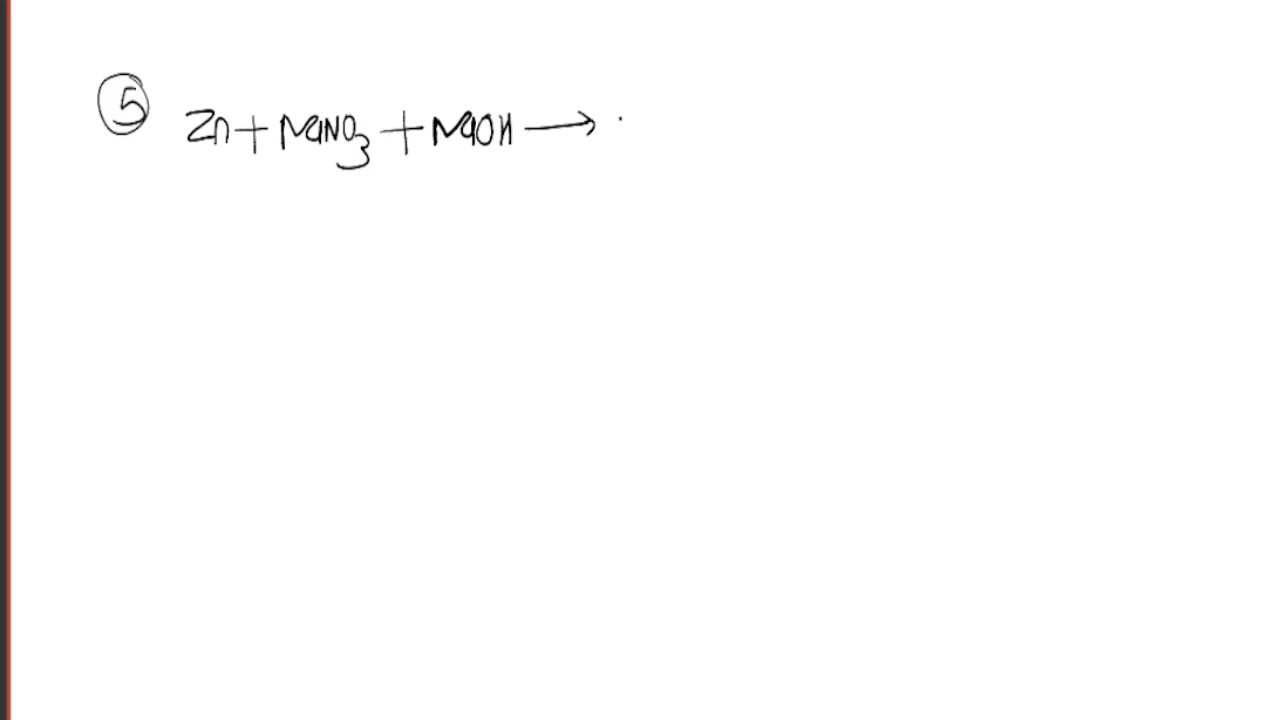 ⑤ Zn + NaNO₃ + NaOH ⟶